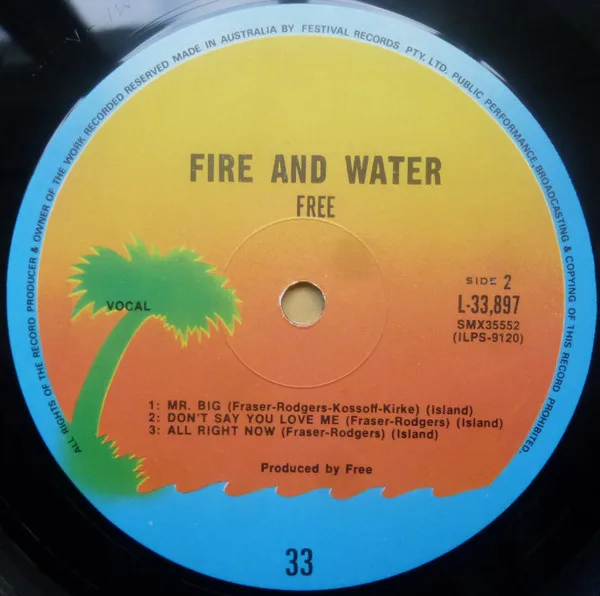 ALL RIGHTS OF THE RECORD PRODUCER & OWNER OF THE WORK RECORDED RESERVED MADE IN AUSTRALIA BY FESTIVAL RECORDS PTY. LTD. PUBLIC PERFORMANCE, BROADCASTING & COPYING OF THIS RECORD PROHIBITED.
FIRE AND WATER
FREE
VOCAL
SIDE 2
L-33,897
SMX35552
(ILPS-9120)
1: MR. BIG (Fraser-Rodgers-Kossoff-Kirke) (Island)
2: DON'T SAY YOU LOVE ME (Fraser-Rodgers) (Island)
3: ALL RIGHT NOW (Fraser-Rodgers) (Island)
Produced by Free
33